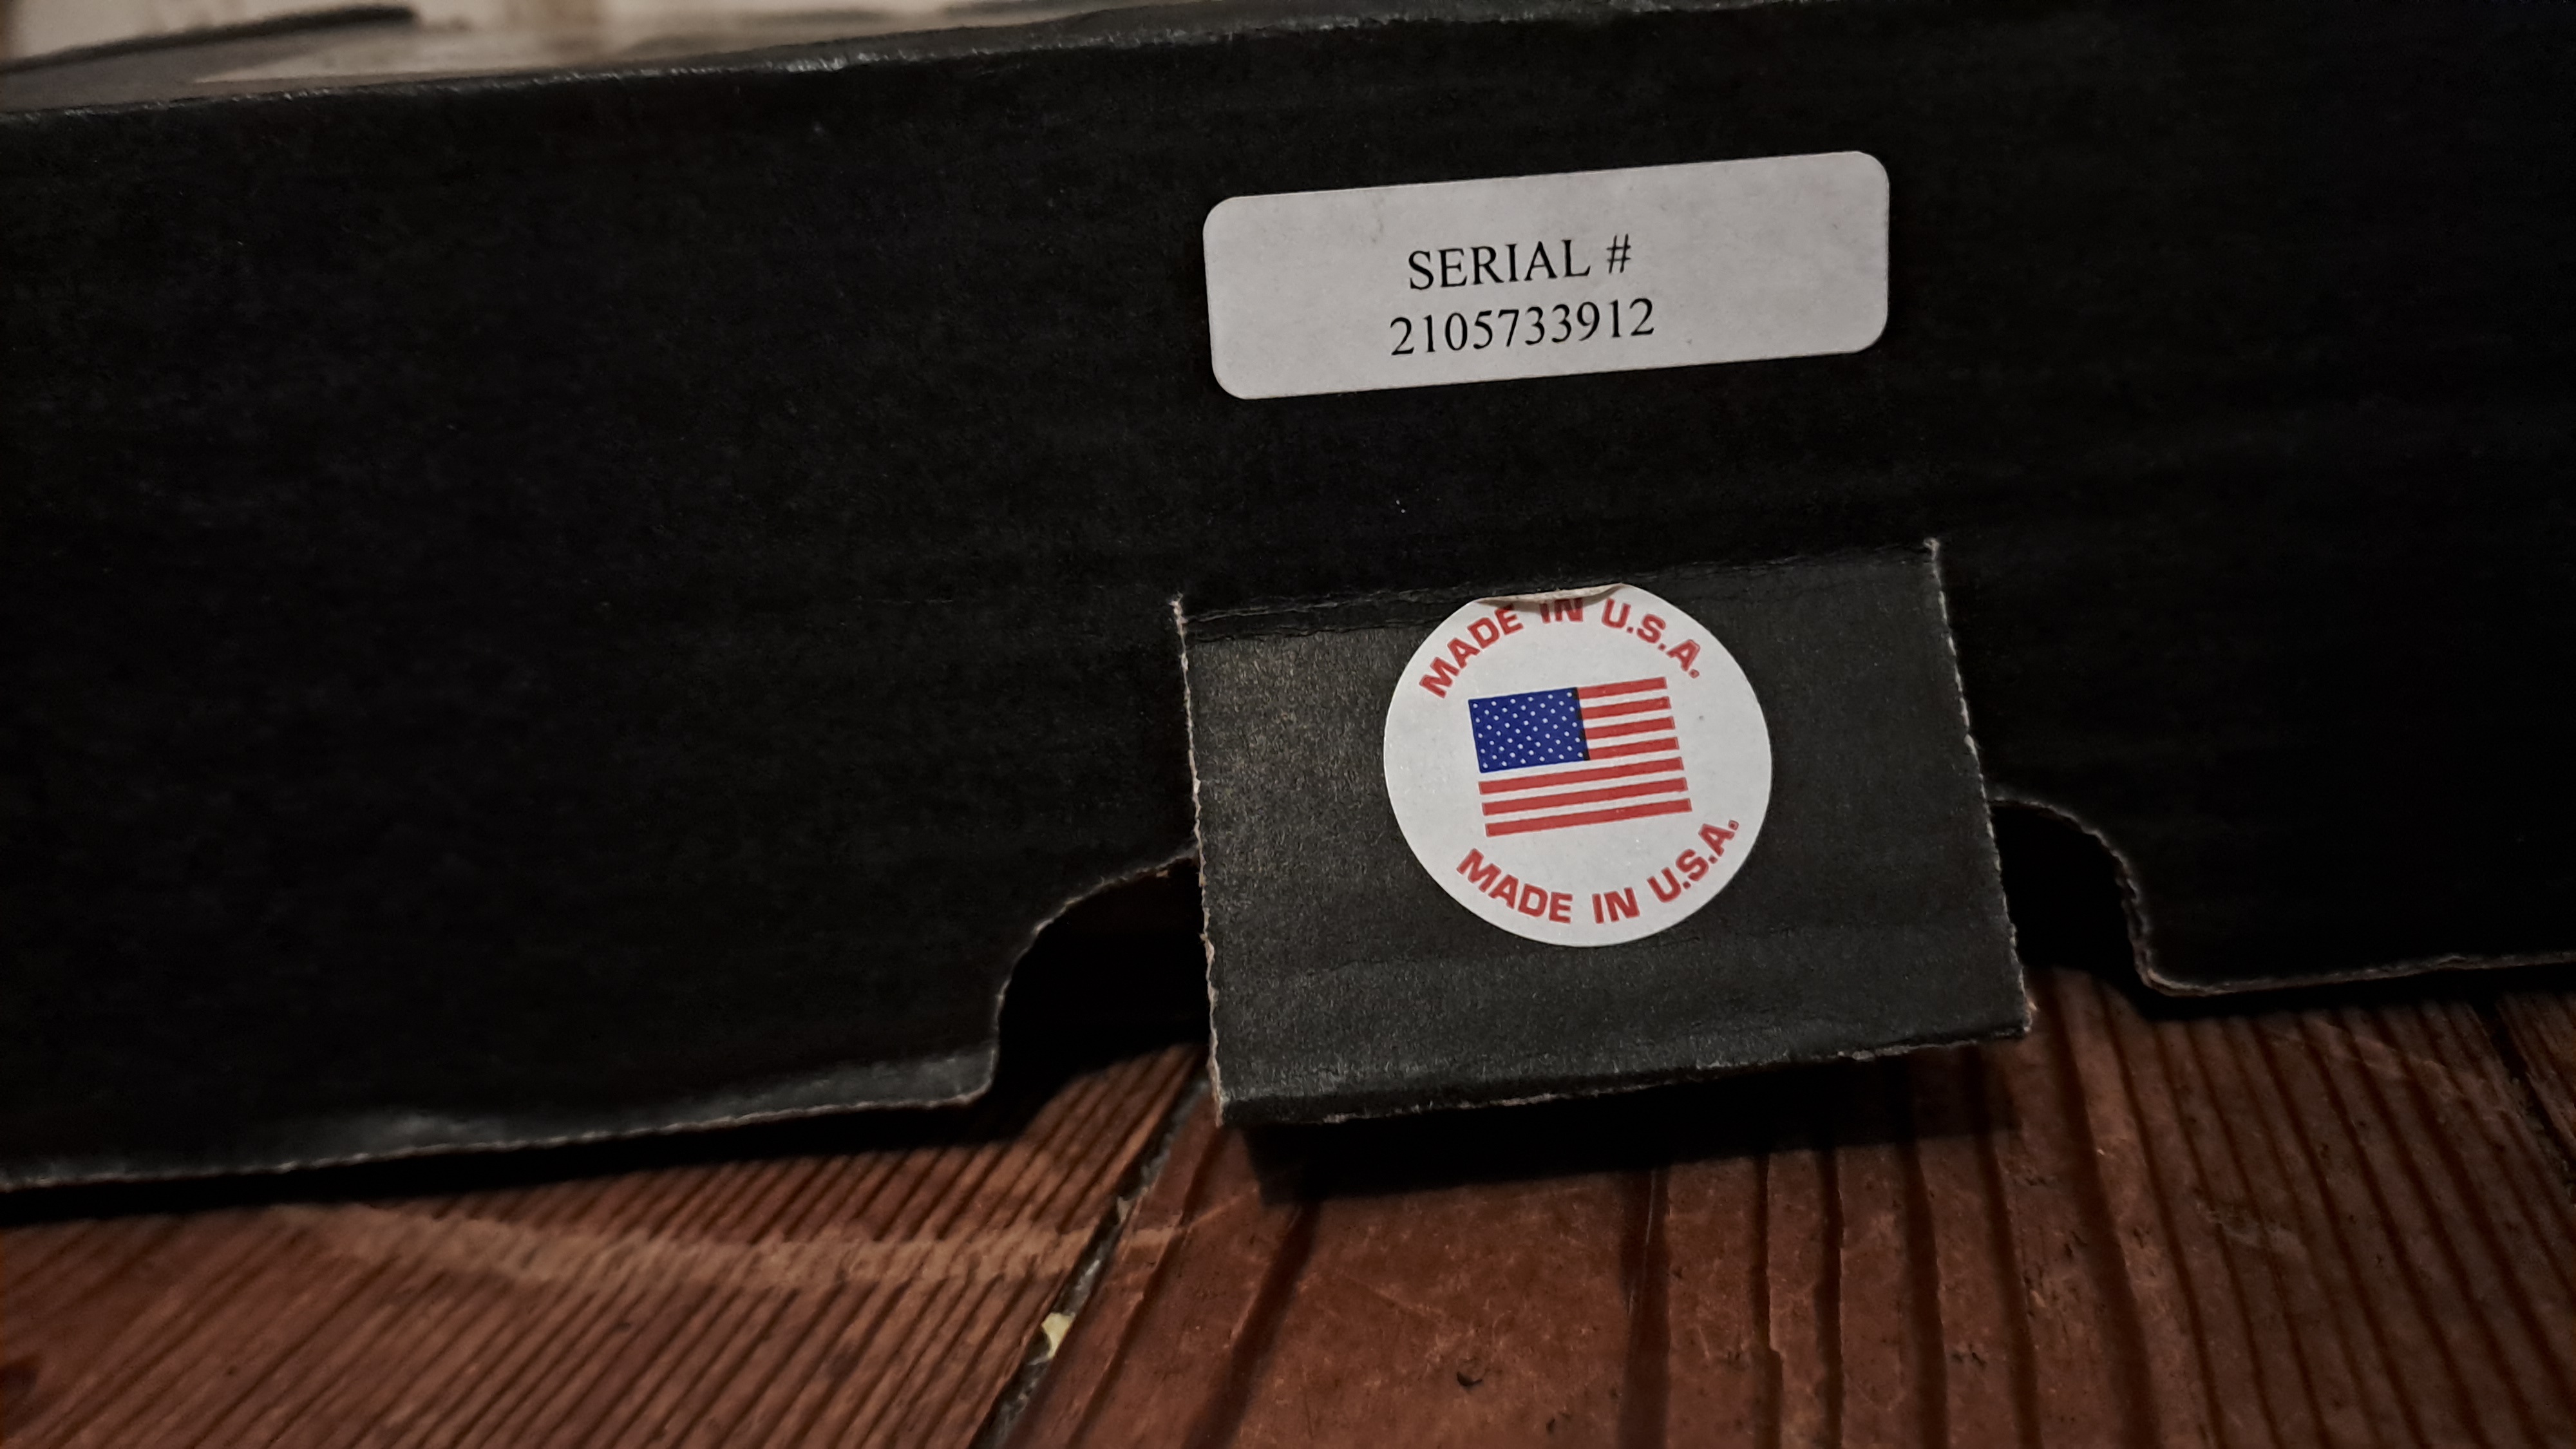 SERIAL #
2105733912
MADE IN U.S.A.
MADE IN U.S.A.